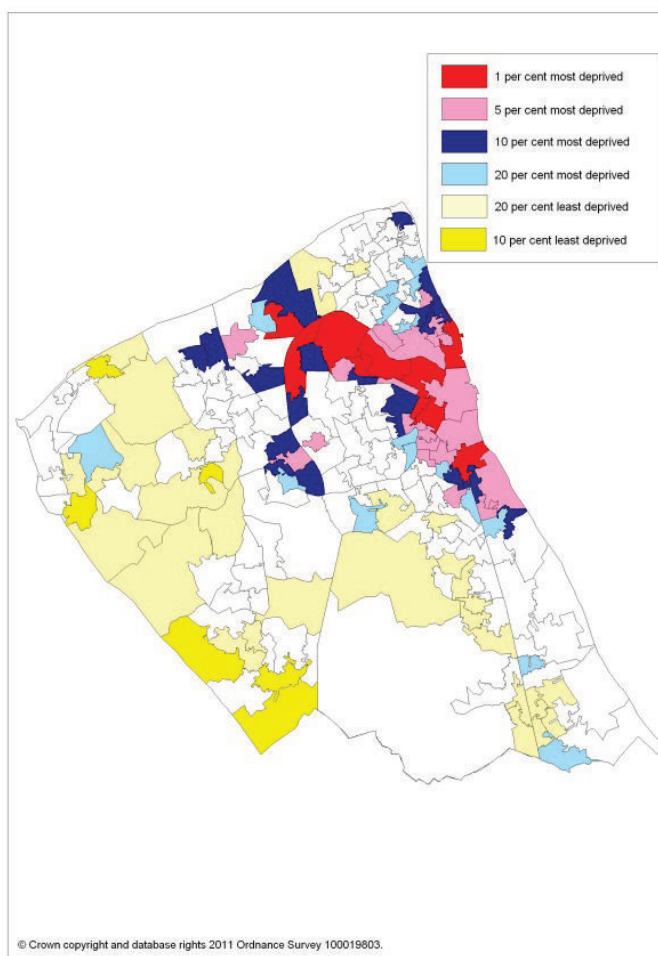 1 per cent most deprived
5 per cent most deprived
10 per cent most deprived
20 per cent most deprived
20 per cent least deprived
10 per cent least deprived
© Crown copyright and database rights 2011 Ordnance Survey 100019803.